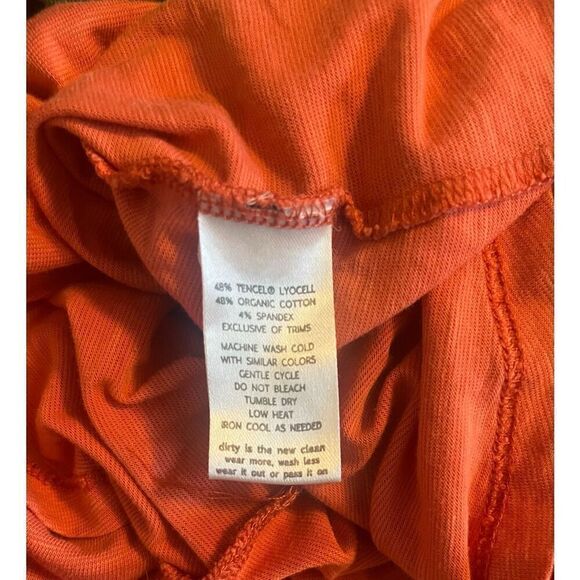 48% TENCEL® LYOCELL
48% ORGANIC COTTON
4% SPANDEX
EXCLUSIVE OF TRIMS
MACHINE WASH COLD
WITH SIMILAR COLORS
GENTLE CYCLE
DO NOT BLEACH
TUMBLE DRY
LOW HEAT
IRON COOL AS NEEDED
dirty is the new clean
wear more, wash less
wear it out or pass it on